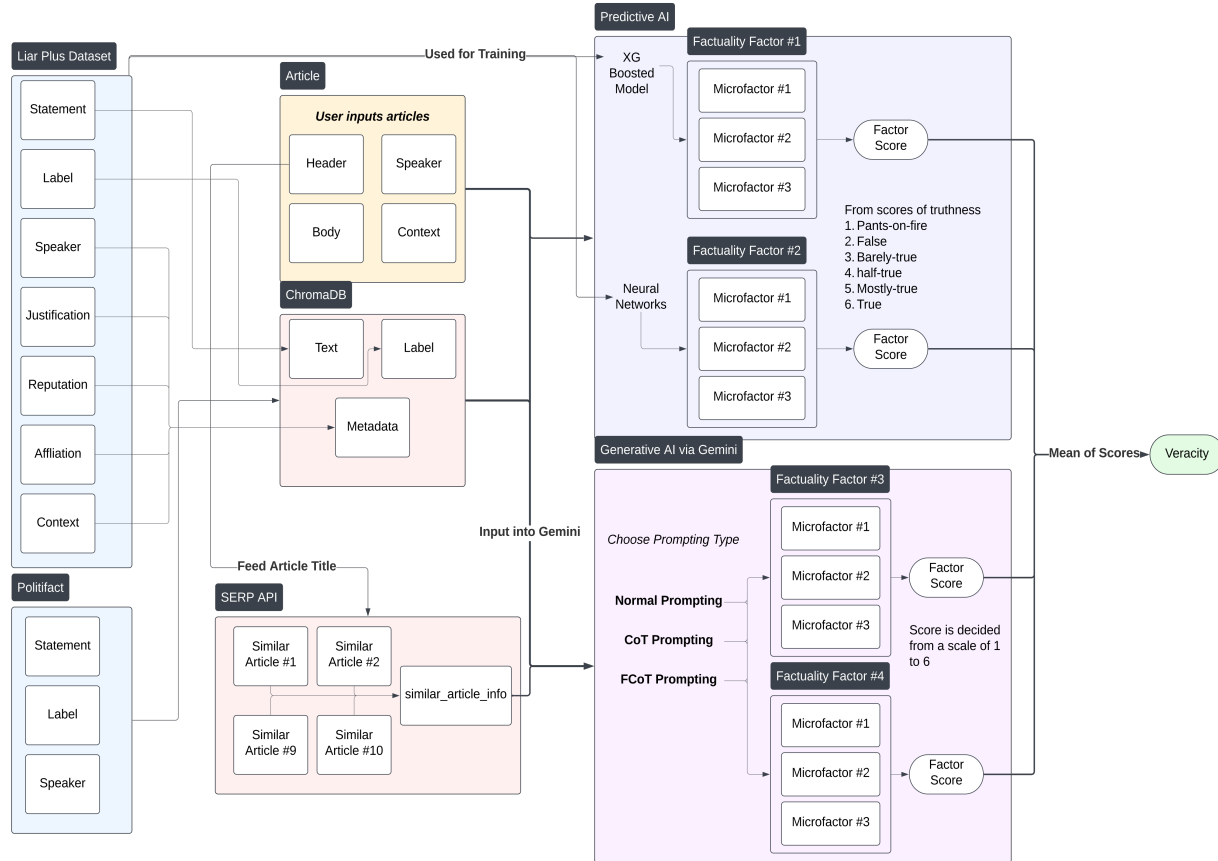 Predictive AI
Liar Plus Dataset
Used for Training
Factuality Factor #1
XG
Boosted
Model
Article
Statement
User inputs articles
Microfactor #1
Header
Speaker
Microfactor #2
Factor
Score
Label
Microfactor #3
Body
Context
From scores of truthness
1. Pants-on-fire
2. False
3. Barely-true
4. half-true
5. Mostly-true
6. True
Speaker
Factuality Factor #2
ChromaDB
Neural
Networks
Microfactor #1
Justification
Text
Label
Microfactor #2
Factor
Score
Reputation
Microfactor #3
Metadata
Affliation
Generative AI via Gemini
Mean of Scores
Veracity
Factuality Factor #3
Context
Input into Gemini
Choose Prompting Type
Microfactor #1
Feed Article Title
Politifact
Microfactor #2
Factor
Score
SERP API
Normal Prompting
Statement
Similar
Article #1
Similar
Article #2
CoT Prompting
Microfactor #3
Score is decided
from a scale of 1
to 6
FCoT Prompting
Factuality Factor #4
similar_article_info
Label
Similar
Article #9
Similar
Article #10
Microfactor #1
Speaker
Microfactor #2
Factor
Score
Microfactor #3